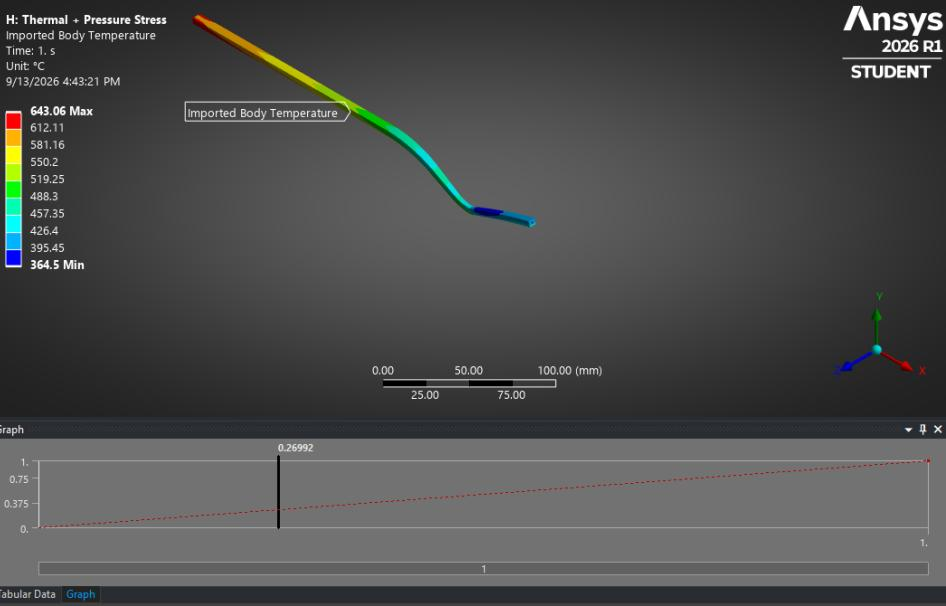 H: Thermal + Pressure Stress
Imported Body Temperature
Time: 1. s
Unit: °C
9/13/2026 4:43:21 PM
643.06 Max
612.11
581.16
550.2
519.25
488.3
457.35
426.4
395.45
364.5 Min
Imported Body Temperature
Ansys
2026 R1
STUDENT
Y
Z
X
0.00 50.00 100.00 (mm)
25.00 75.00
Graph
0.26992
1.
0.75
0.375
0.
1.
1
Tabular Data Graph